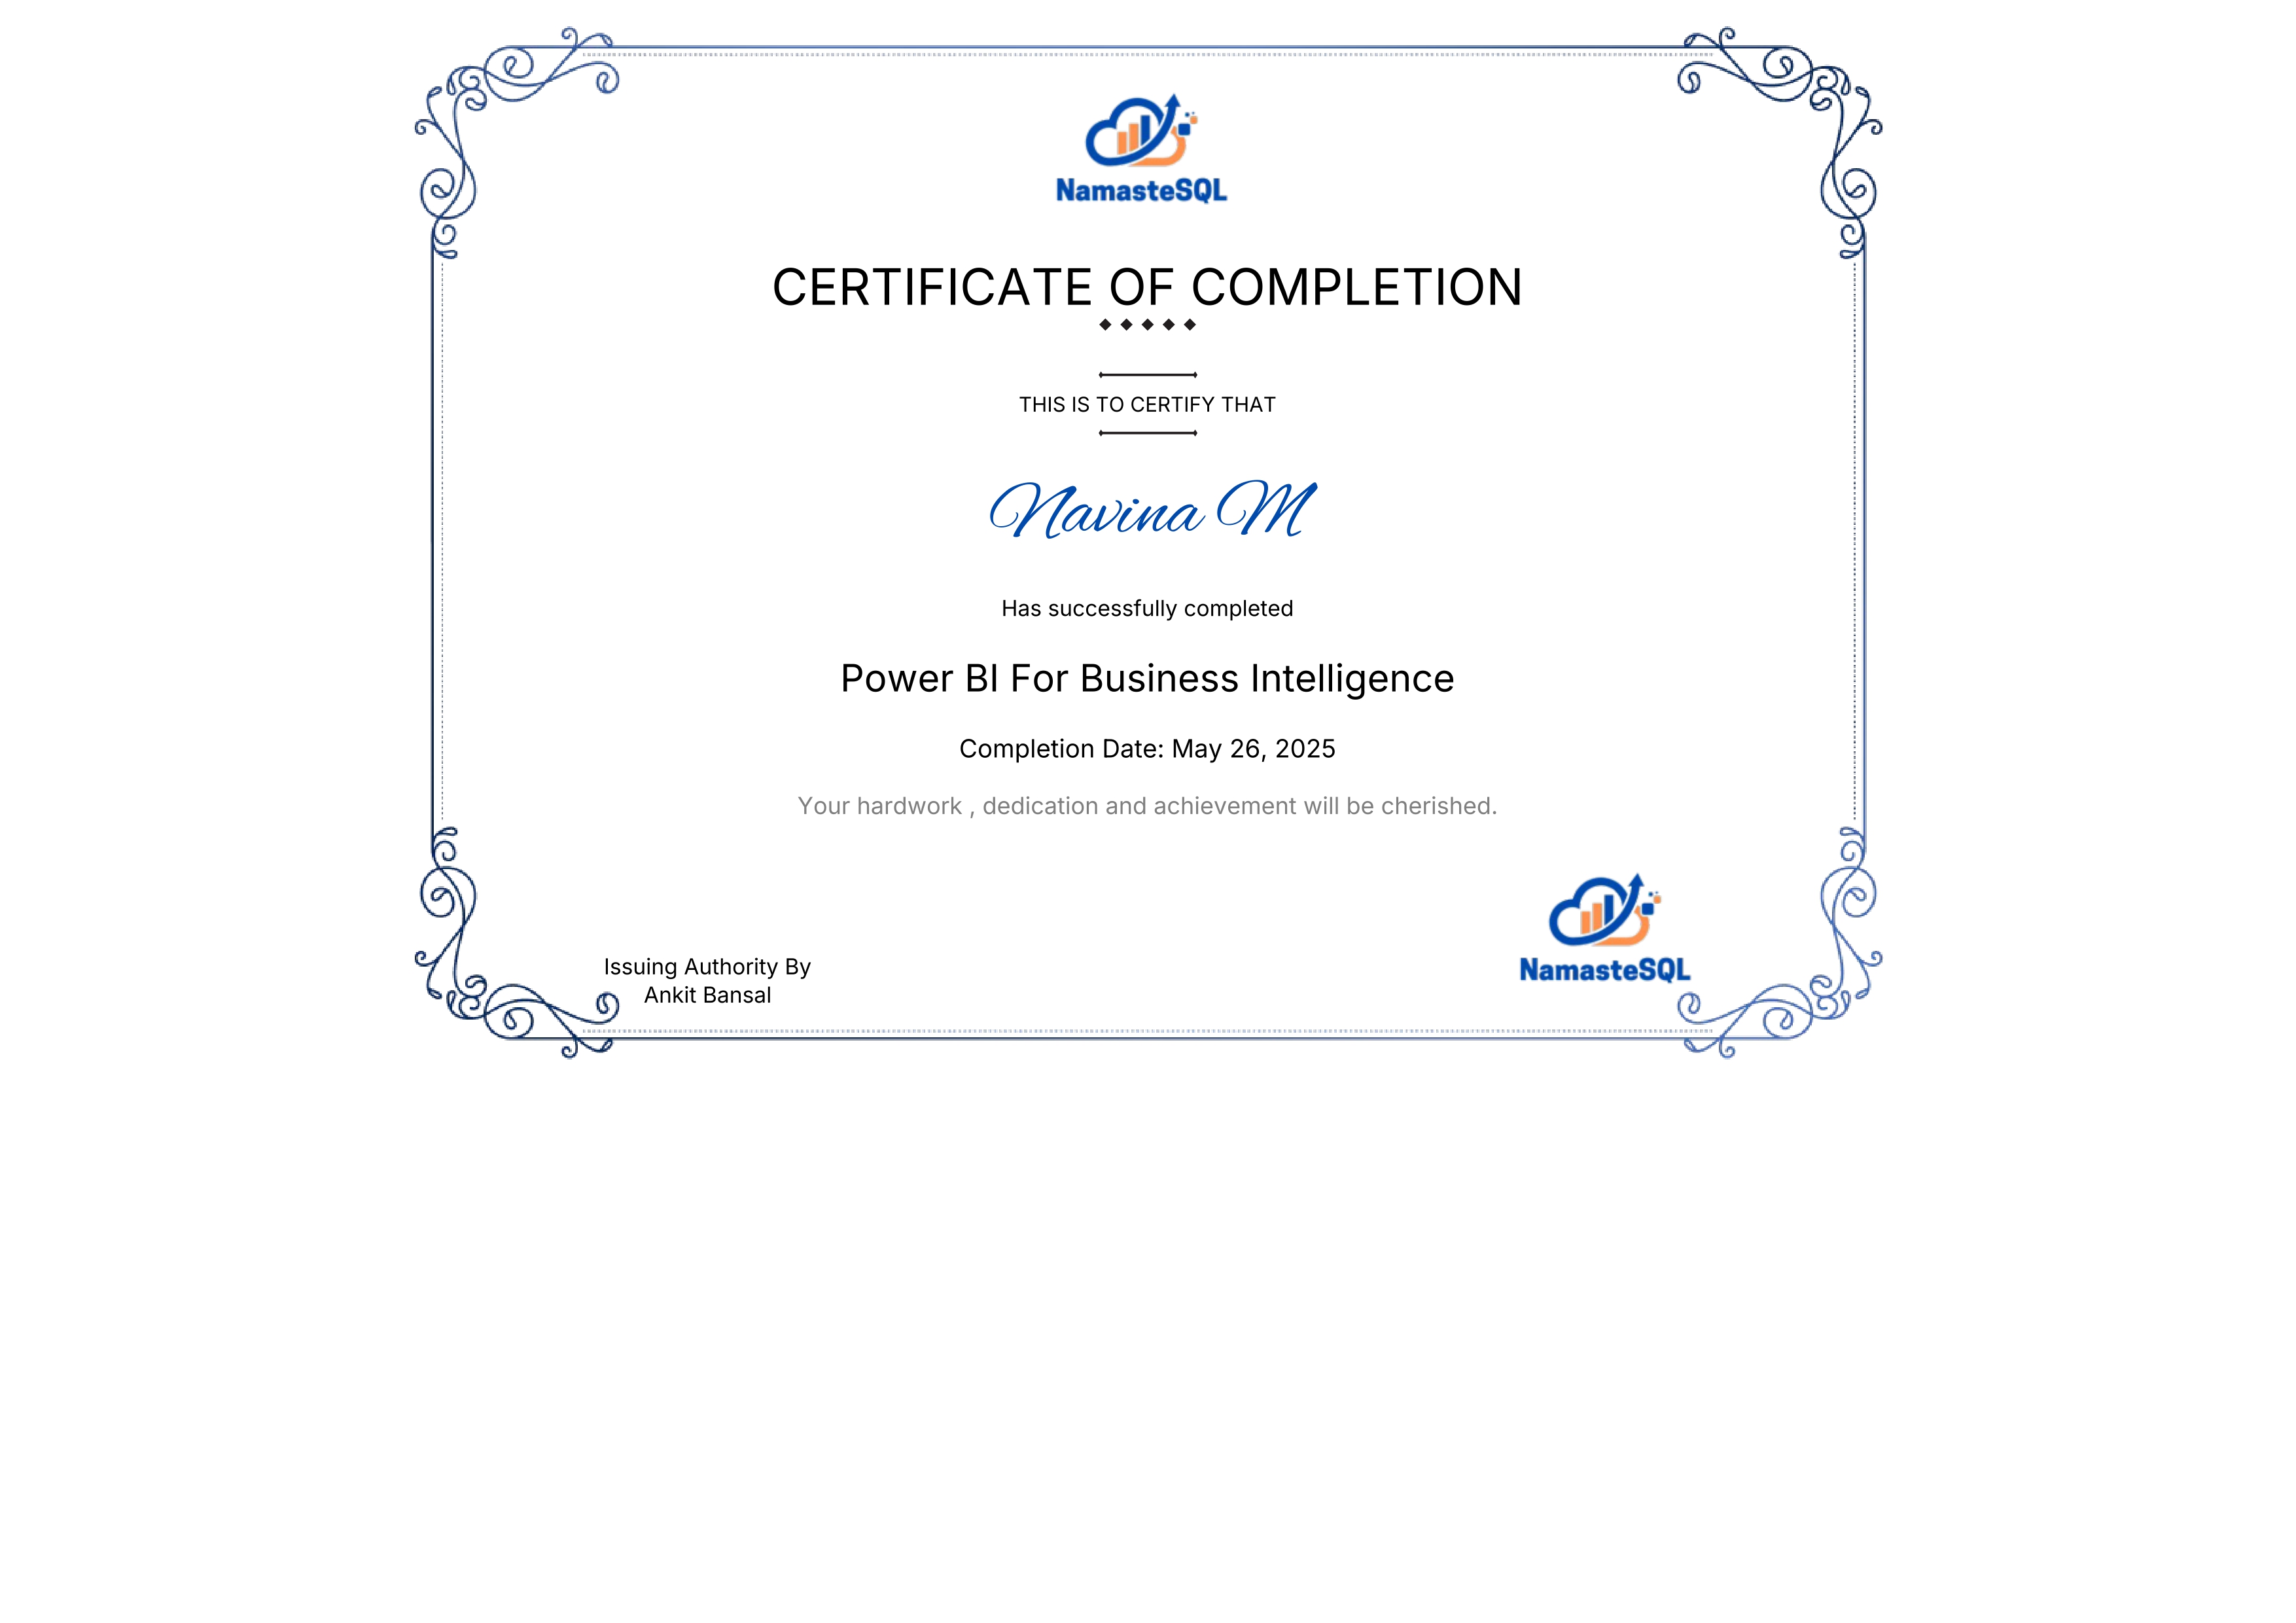 NamasteSQL
CERTIFICATE OF COMPLETION
THIS IS TO CERTIFY THAT
Navina M
Has successfully completed
Power BI For Business Intelligence
Completion Date: May 26, 2025
Your hardwork , dedication and achievement will be cherished.
NamasteSQL
Issuing Authority By
Ankit Bansal